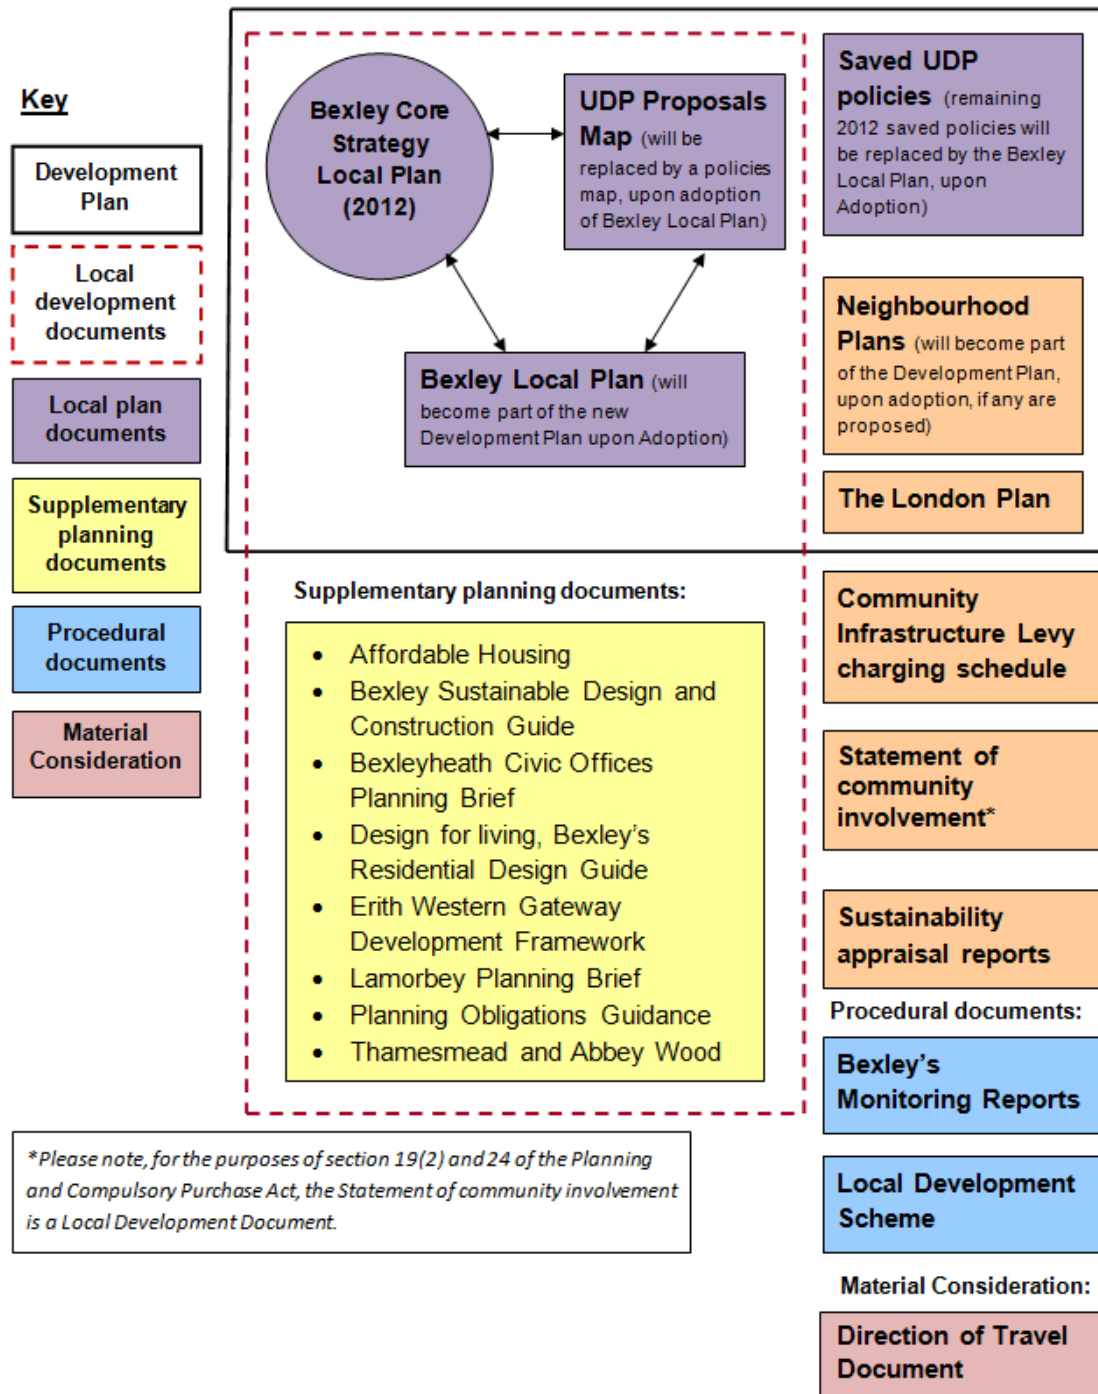 Key
Development
Plan
Local
development
documents
Local plan
documents
Supplementary
planning
documents
Procedural
documents
Material
Consideration
Bexley Core
Strategy
Local Plan
(2012)
UDP Proposals
Map (will be
replaced by a policies
map, upon adoption
of Bexley Local Plan)
Bexley Local Plan (will
become part of the new
Development Plan upon Adoption)
Saved UDP
policies (remaining
2012 saved policies will
be replaced by the Bexley
Local Plan, upon
Adoption)
Neighbourhood
Plans (will become part
of the Development Plan,
upon adoption, if any are
proposed)
The London Plan
Supplementary planning documents:
• Affordable Housing
• Bexley Sustainable Design and
Construction Guide
• Bexleyheath Civic Offices
Planning Brief
• Design for living, Bexley's
Residential Design Guide
• Erith Western Gateway
Development Framework
• Lamorbey Planning Brief
• Planning Obligations Guidance
• Thamesmead and Abbey Wood
Community
Infrastructure Levy
charging schedule
Statement of
community
involvement*
Sustainability
appraisal reports
Procedural documents:
Bexley's
Monitoring Reports
Local Development
Scheme
Material Consideration:
Direction of Travel
Document
*Please note, for the purposes of section 19(2) and 24 of the Planning
and Compulsory Purchase Act, the Statement of community involvement
is a Local Development Document.